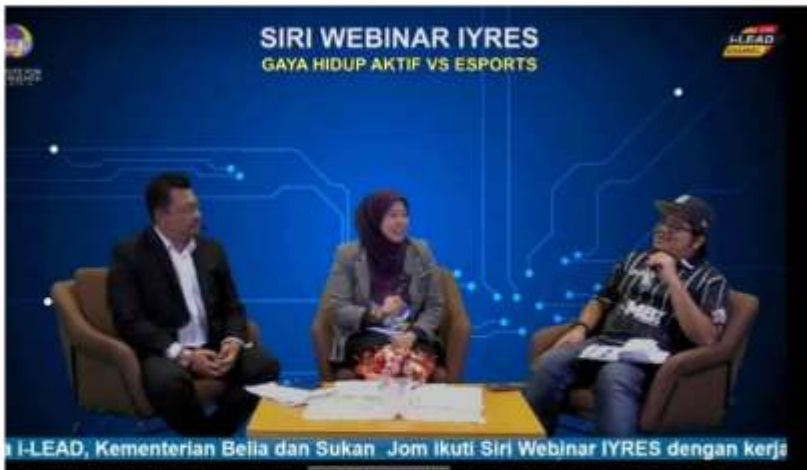 SIRI WEBINAR IYRES
GAYA HIDUP AKTIF VS ESPORTS
i-LEAD
CHANNEL
a i-LEAD, Kementerian Belia dan Sukan Jom ikuti Siri Webinar IYRES dengan kerja